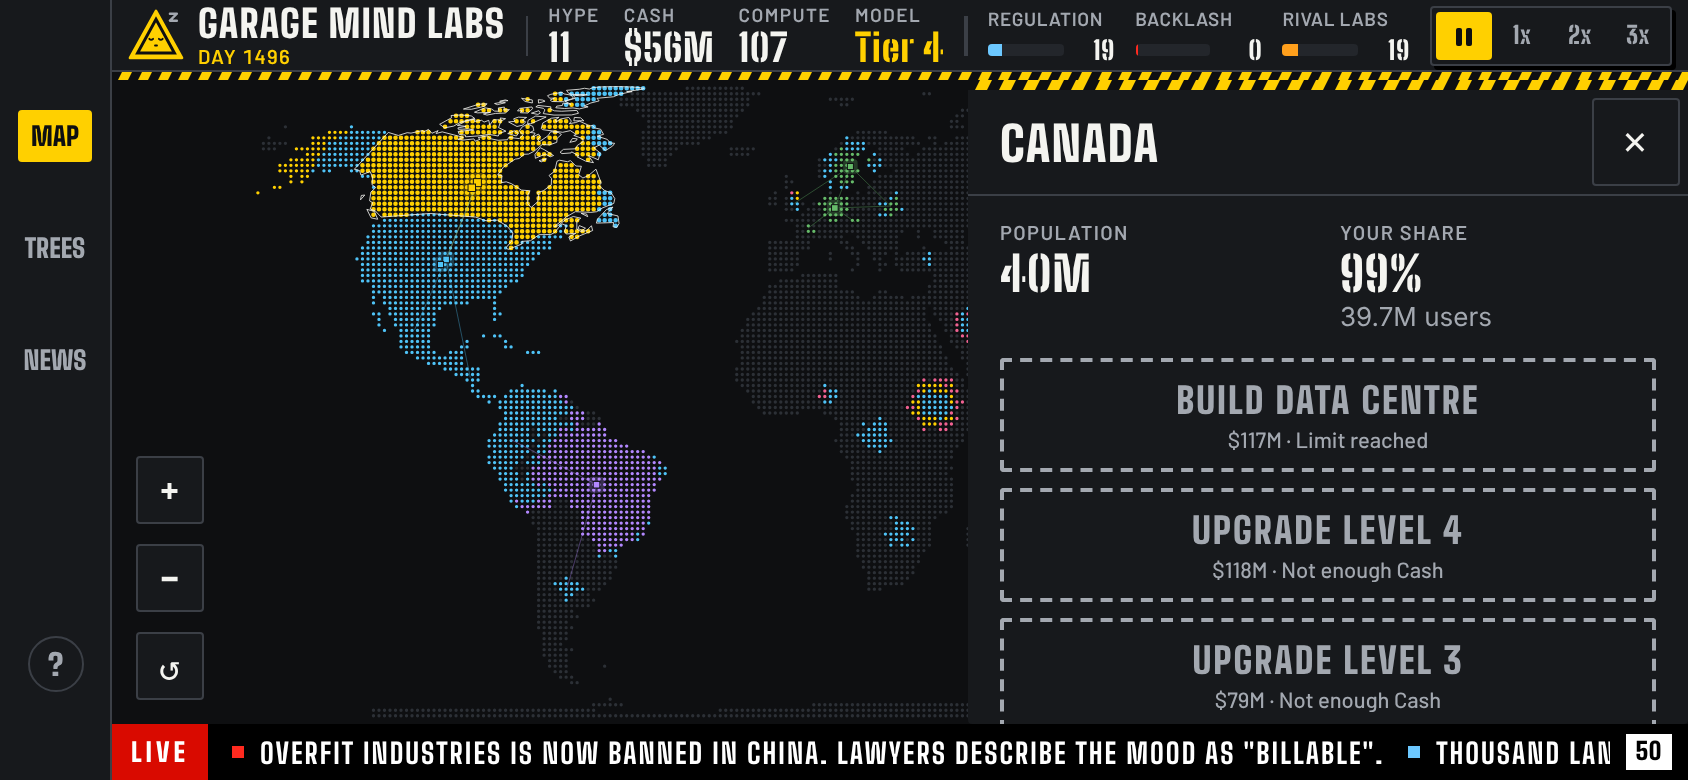 Z
GARAGE MIND LABS
DAY 1496
HYPE
11
CASH
$56M
COMPUTE
107
MODEL
Tier 4
REGULATION
19
BACKLASH
0
RIVAL LABS
19
1x
2x
3x
MAP
TREES
NEWS
?
+
−
↺
CANADA
×
POPULATION
40M
YOUR SHARE
99%
39.7M users
BUILD DATA CENTRE
$117M · Limit reached
UPGRADE LEVEL 4
$118M · Not enough Cash
UPGRADE LEVEL 3
$79M · Not enough Cash
LIVE
OVERFIT INDUSTRIES IS NOW BANNED IN CHINA. LAWYERS DESCRIBE THE MOOD AS "BILLABLE".
THOUSAND LAN
50